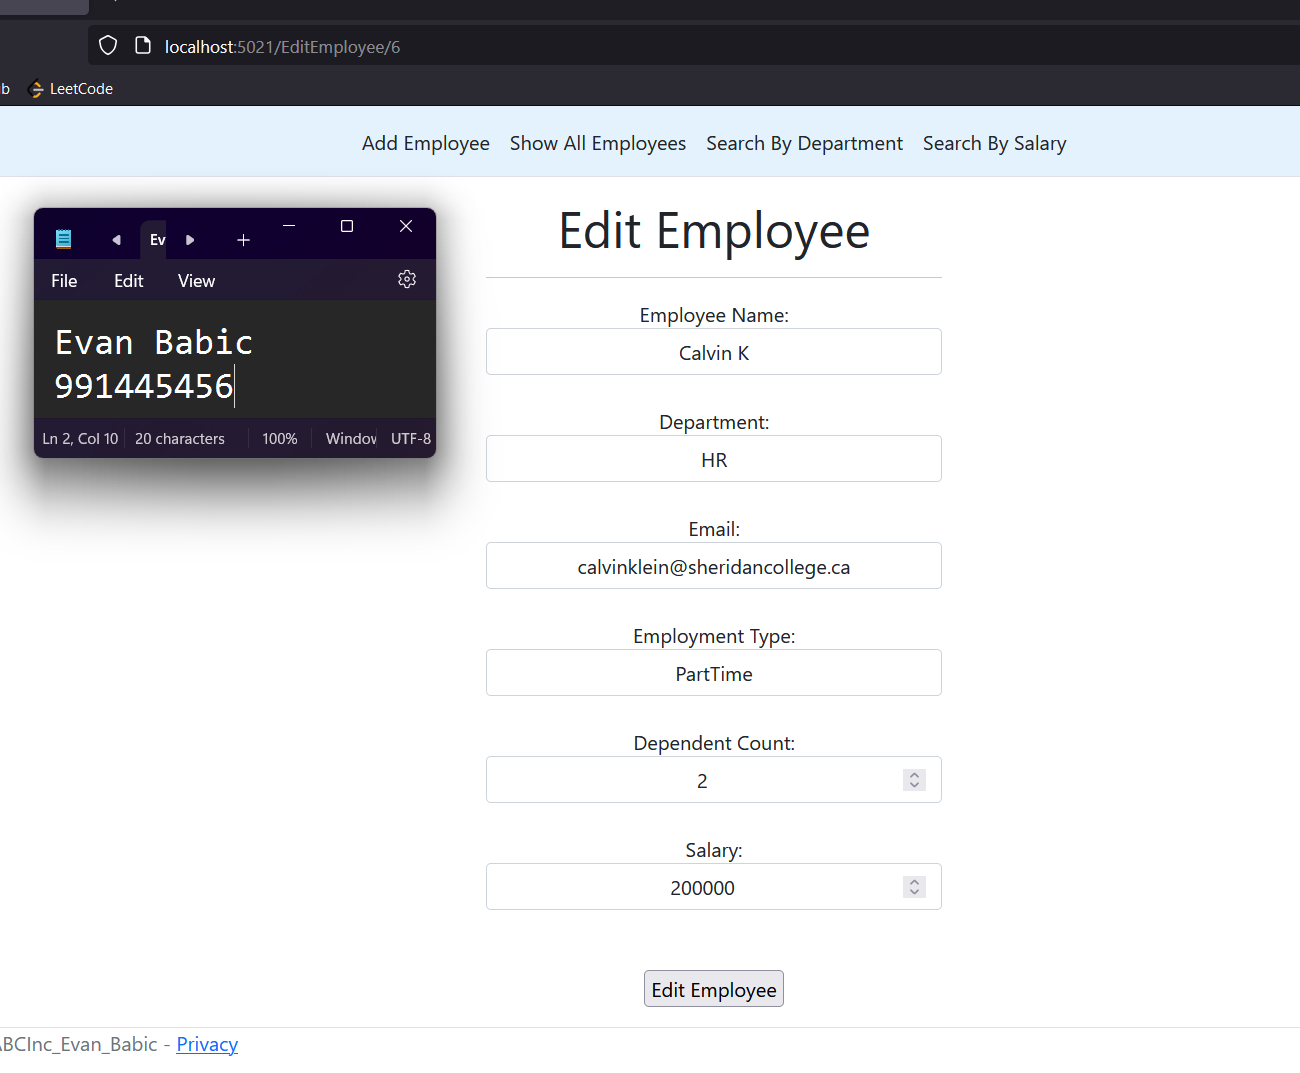 localhost:5021/EditEmployee/6
b LeetCode
Add Employee Show All Employees Search By Department Search By Salary
Ev
File Edit View
Evan Babic
991445456
Ln 2, Col 10 20 characters 100% Window UTF-8
Edit Employee
Employee Name:
Calvin K
Department:
HR
Email:
calvinklein@sheridancollege.ca
Employment Type:
PartTime
Dependent Count:
2
Salary:
200000
Edit Employee
ABCInc_Evan_Babic - Privacy